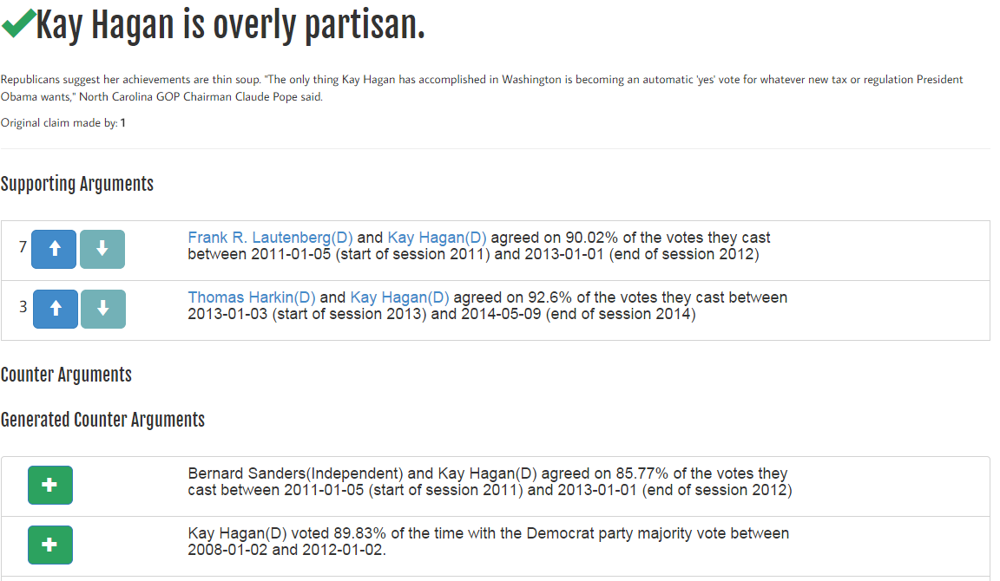 Kay Hagan is overly partisan.
Republicans suggest her achievements are thin soup. "The only thing Kay Hagan has accomplished in Washington is becoming an automatic 'yes' vote for whatever new tax or regulation President
Obama wants," North Carolina GOP Chairman Claude Pope said.
Original claim made by: 1
Supporting Arguments
7
Frank R. Lautenberg(D) and Kay Hagan(D) agreed on 90.02% of the votes they cast
between 2011-01-05 (start of session 2011) and 2013-01-01 (end of session 2012)
3
Thomas Harkin(D) and Kay Hagan(D) agreed on 92.6% of the votes they cast between
2013-01-03 (start of session 2013) and 2014-05-09 (end of session 2014)
Counter Arguments
Generated Counter Arguments
Bernard Sanders(Independent) and Kay Hagan(D) agreed on 85.77% of the votes they
cast between 2011-01-05 (start of session 2011) and 2013-01-01 (end of session 2012)
Kay Hagan(D) voted 89.83% of the time with the Democrat party majority vote between
2008-01-02 and 2012-01-02.